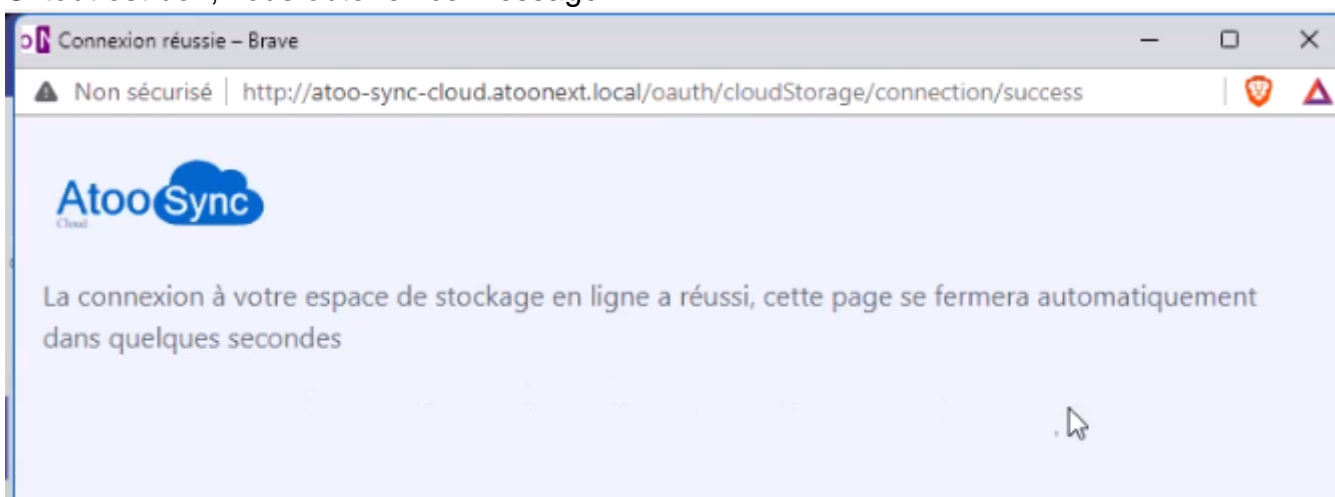 Connexion réussie – Brave
Non sécurisé | http://atoo-sync-cloud.atoonext.local/oauth/cloudStorage/connection/success
Atoo Sync
Cloud
La connexion à votre espace de stockage en ligne a réussi, cette page se fermera automatiquement
dans quelques secondes